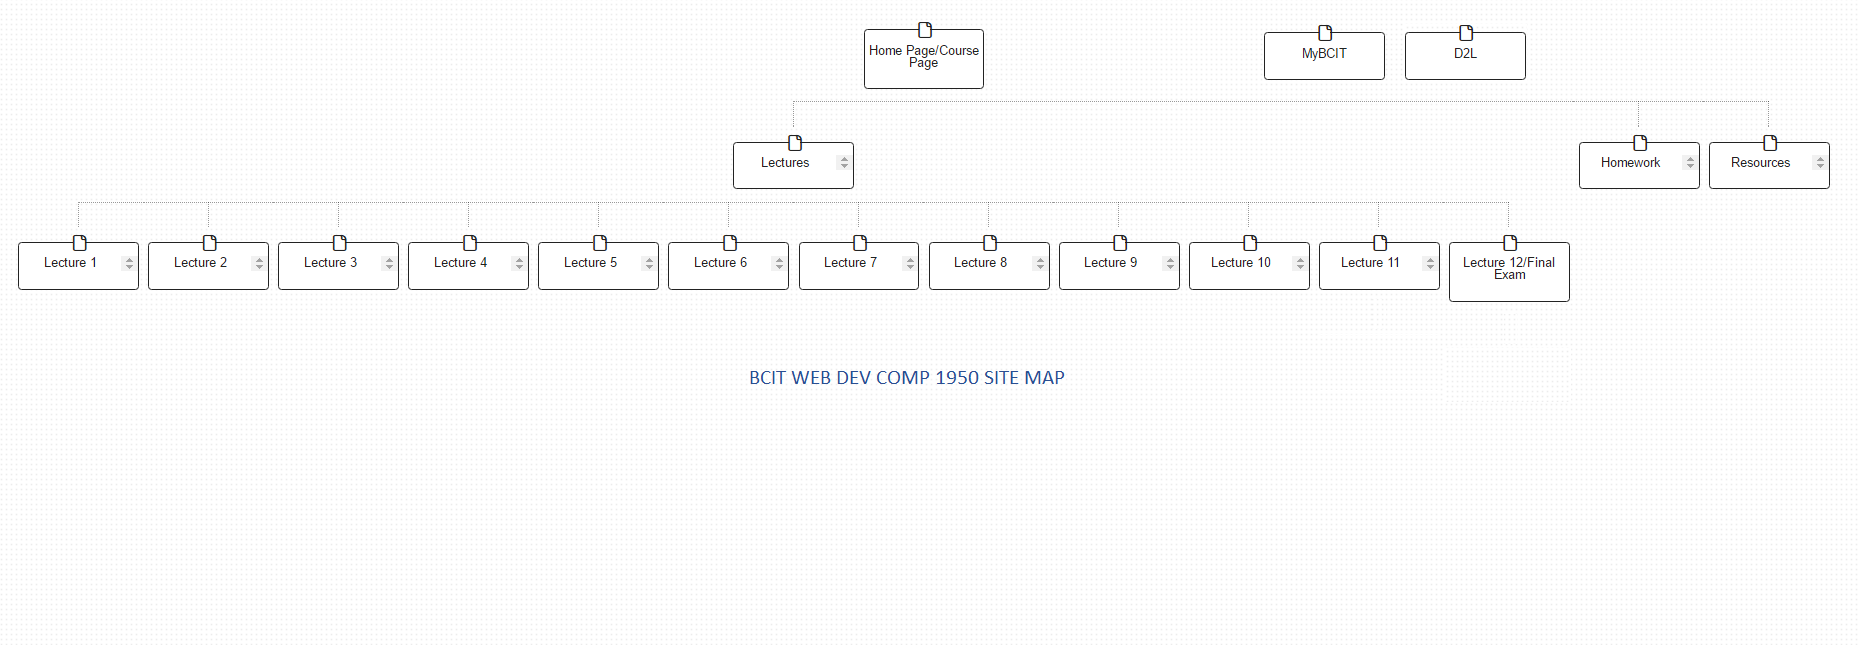 Home Page/Course
Page
MyBCIT
D2L
Lectures
Homework
Resources
Lecture 1
Lecture 2
Lecture 3
Lecture 4
Lecture 5
Lecture 6
Lecture 7
Lecture 8
Lecture 9
Lecture 10
Lecture 11
Lecture 12/Final
Exam
BCIT WEB DEV COMP 1950 SITE MAP